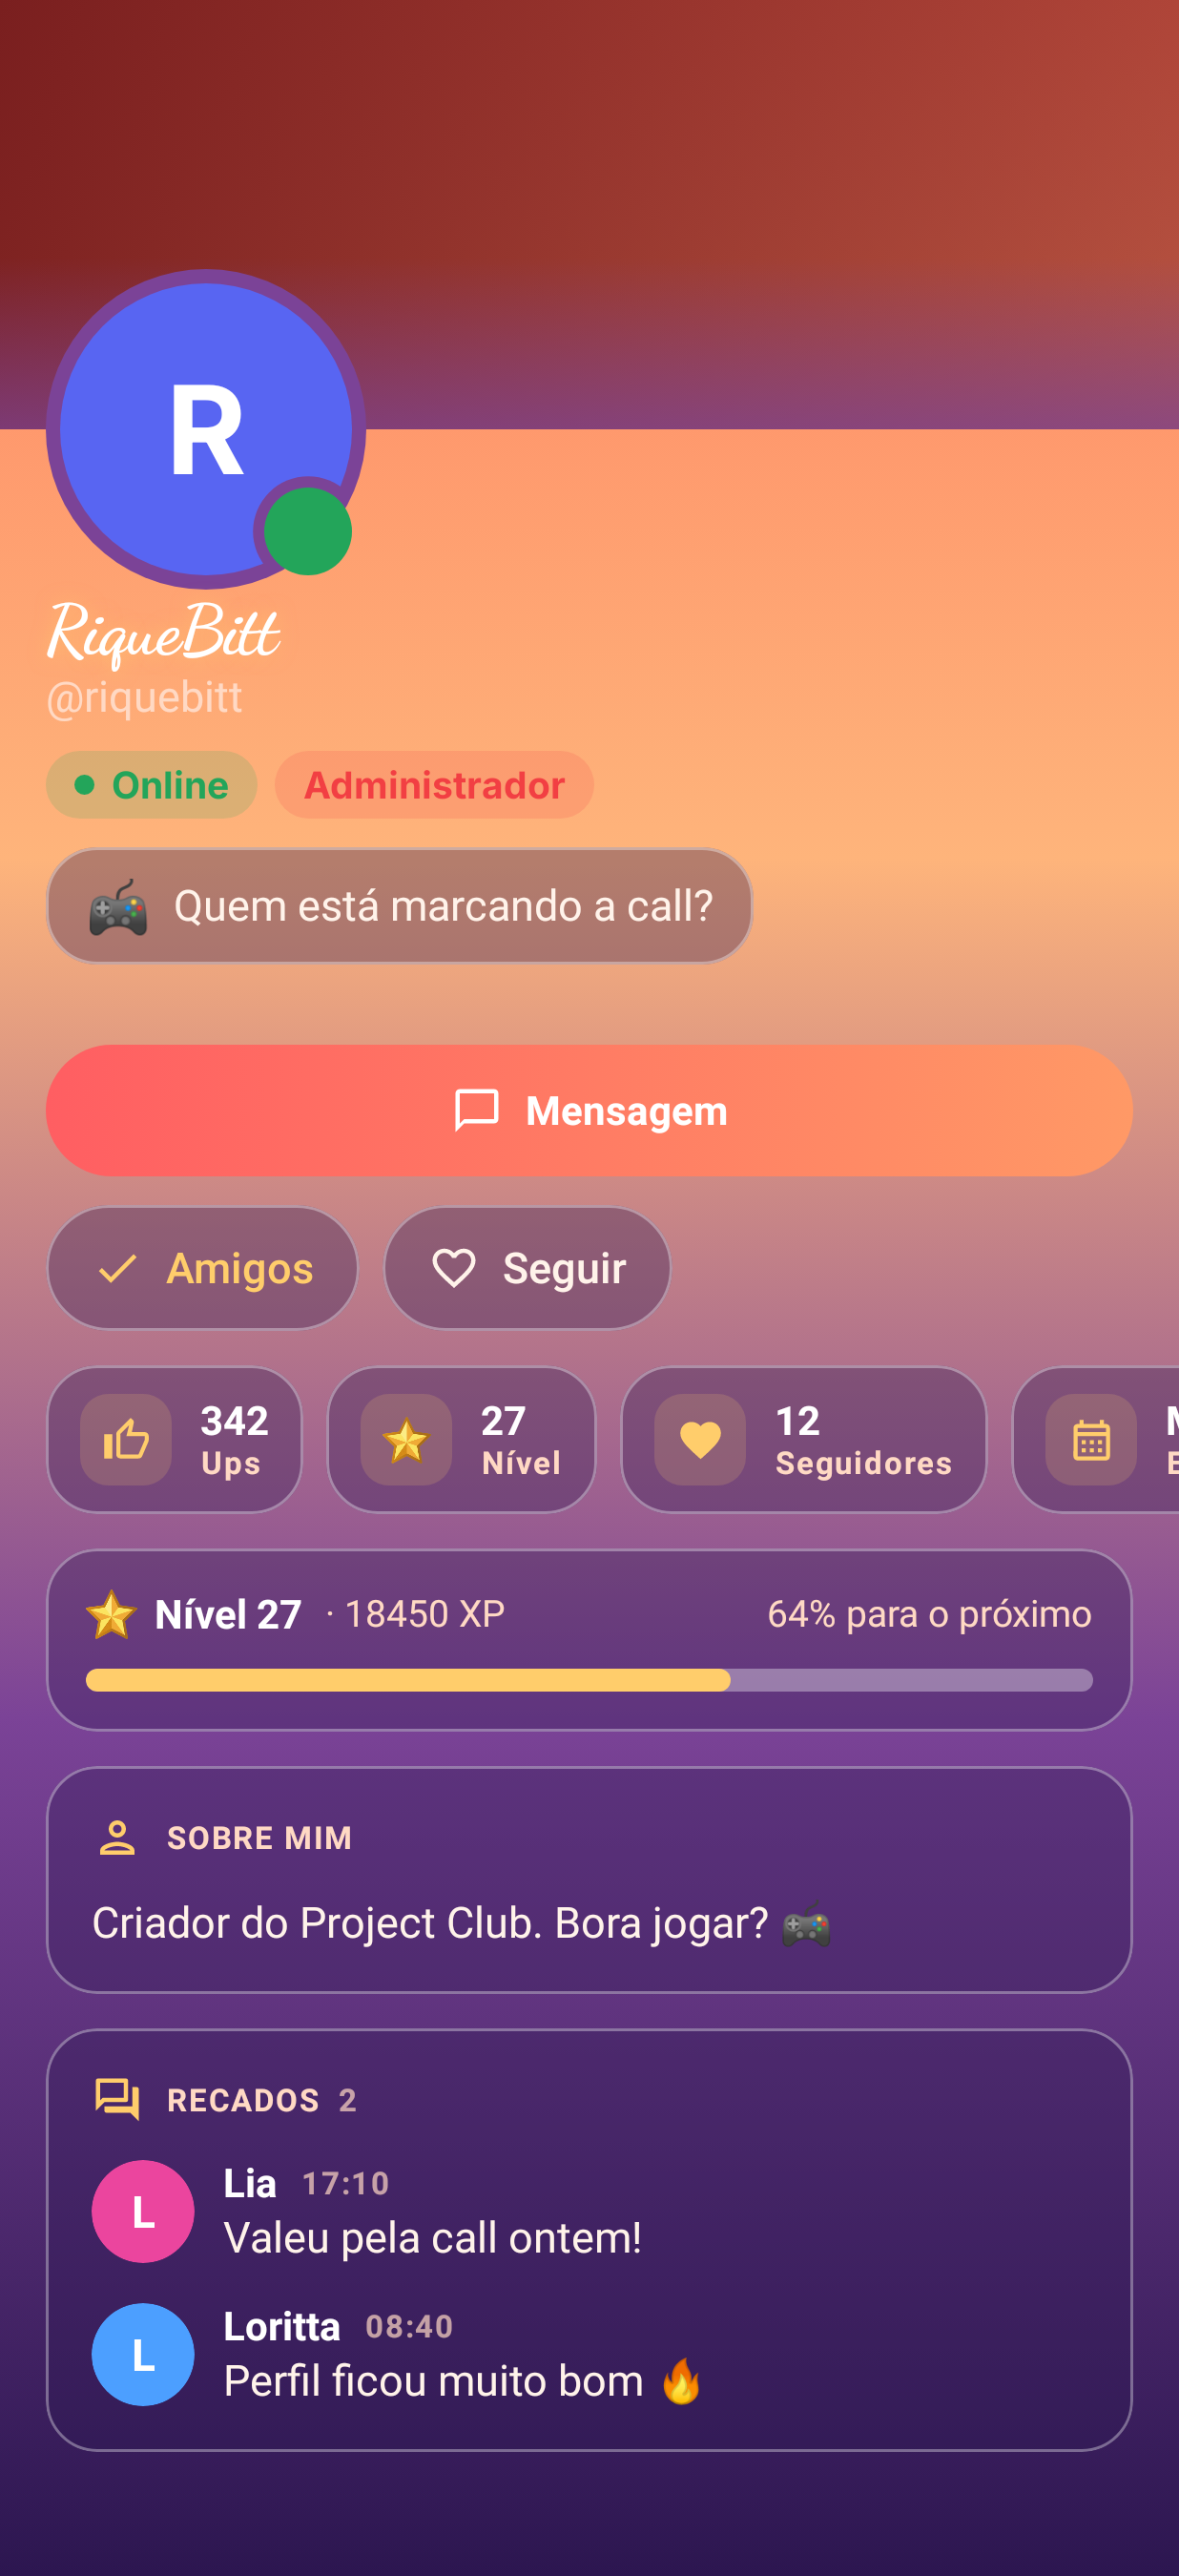 R
RiqueBitt
@riquebitt
Online
Administrador
Quem está marcando a call?
Mensagem
Amigos
Seguir
342
Ups
27
Nível
12
Seguidores
Nível 27 · 18450 XP
64% para o próximo
SOBRE MIM
Criador do Project Club. Bora jogar? 🎮
RECADOS 2
L
Lia 17:10
Valeu pela call ontem!
L
Loritta 08:40
Perfil ficou muito bom 🔥